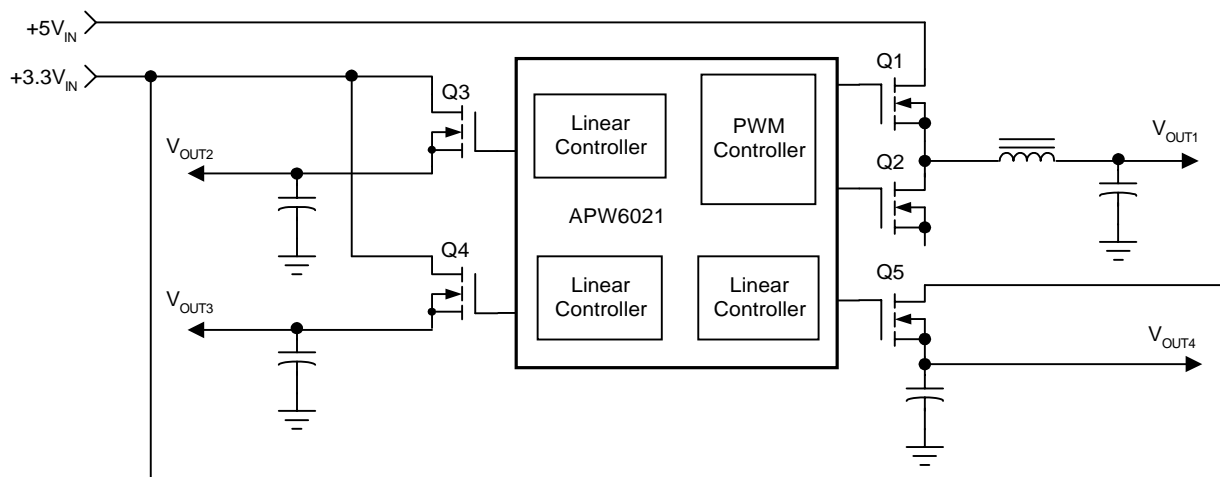 +5VIN
+3.3VIN
Q1
Q3
Linear
Controller
PWM
Controller
VOUT2
VOUT1
Q2
APW6021
Q4
Q5
Linear
Controller
Linear
Controller
VOUT3
VOUT4